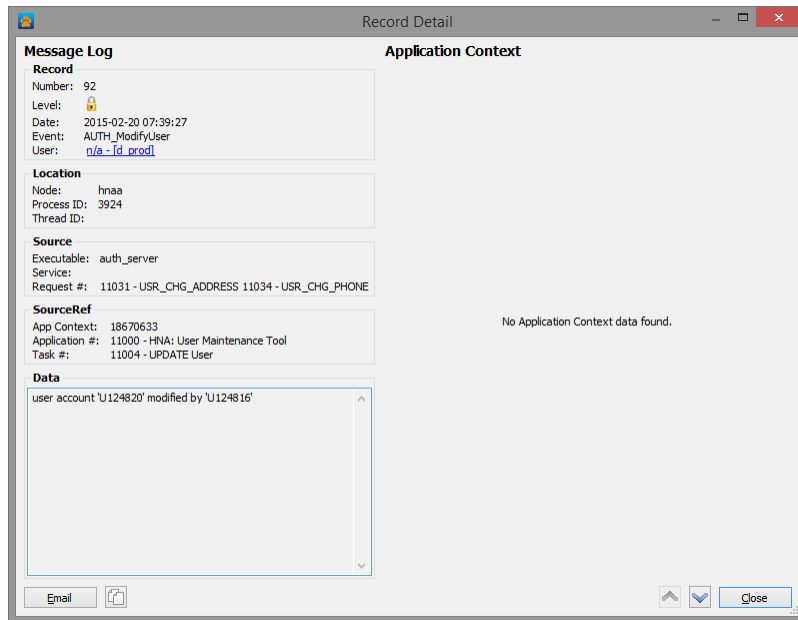 Record Detail
Message Log
Record
Number: 92
Level:
Date: 2015-02-20 07:39:27
Event: AUTH_ModifyUser
User: n/a - [d_prod]
Location
Node: hnaa
Process ID: 3924
Thread ID:
Source
Executable: auth_server
Service:
Request #: 11031 - USR_CHG_ADDRESS 11034 - USR_CHG_PHONE
SourceRef
App Context: 18670633
Application #: 11000 - HNA: User Maintenance Tool
Task #: 11004 - UPDATE User
Data
user account 'U124820' modified by 'U124816'
Application Context
No Application Context data found.
Email
Close